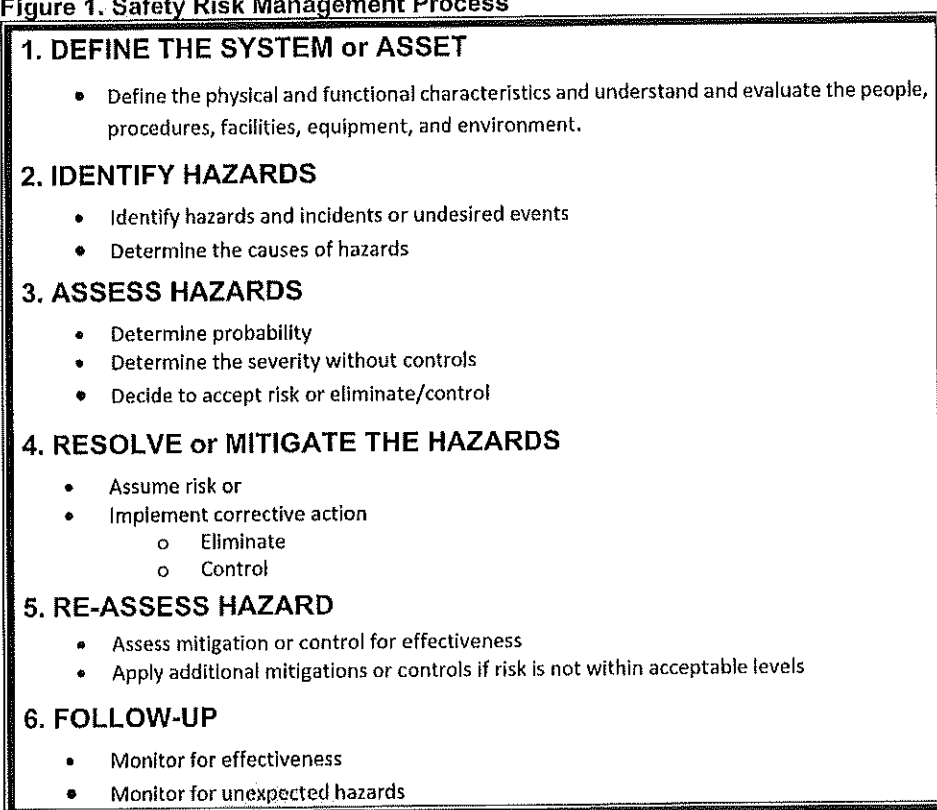 Figure 1. Safety Risk Management Process
1. DEFINE THE SYSTEM or ASSET
• Define the physical and functional characteristics and understand and evaluate the people,
procedures, facilities, equipment, and environment.
2. IDENTIFY HAZARDS
• Identify hazards and incidents or undesired events
• Determine the causes of hazards
3. ASSESS HAZARDS
• Determine probability
• Determine the severity without controls
• Decide to accept risk or eliminate/control
4. RESOLVE or MITIGATE THE HAZARDS
• Assume risk or
• Implement corrective action
o Eliminate
o Control
5. RE-ASSESS HAZARD
• Assess mitigation or control for effectiveness
• Apply additional mitigations or controls if risk is not within acceptable levels
6. FOLLOW-UP
• Monitor for effectiveness
• Monitor for unexpected hazards